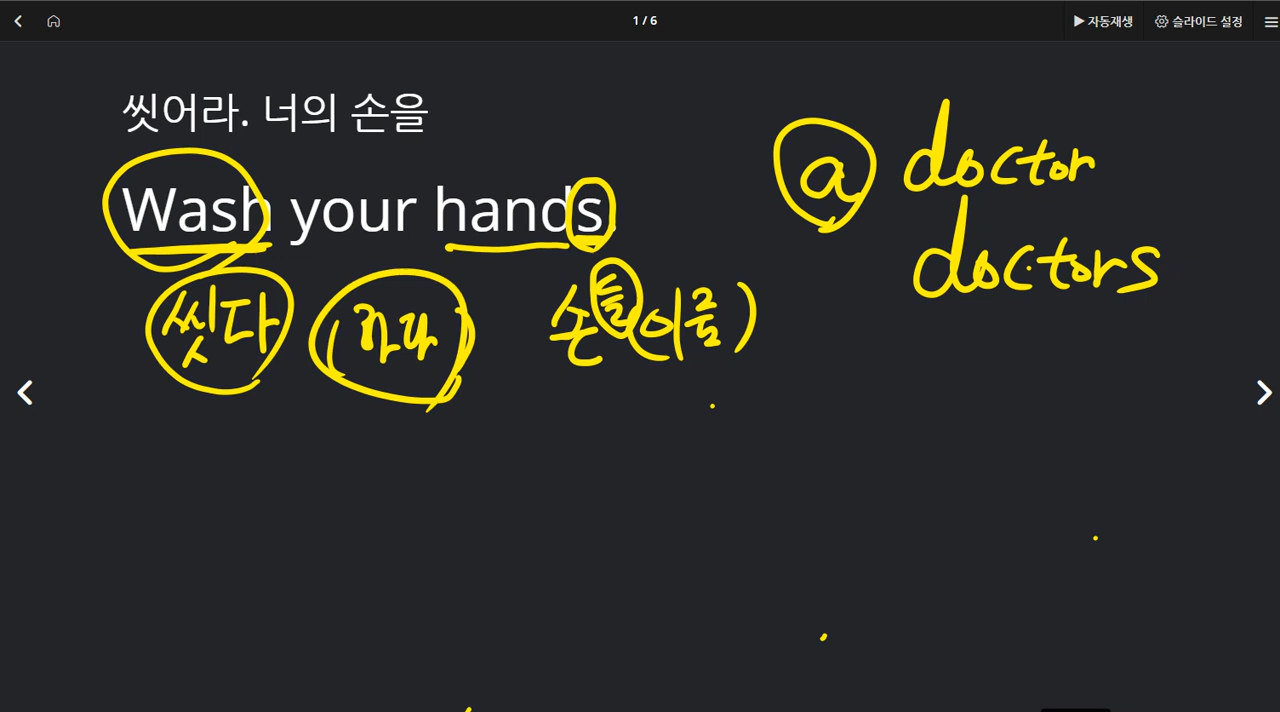 1 / 6
자동재생
슬라이드 설정
씻어라. 너의 손을
Wash your hands.
a doctor
doctors
씻다
손들(이름)